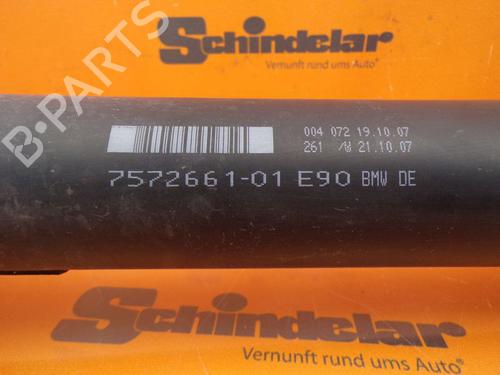 B-PARTS
Schindelar
Vernunft rund ums Auto®
004 072 19.10.07
261 /W 21.10.07
7572661-01 E90 BMW DE
Schindelar
Vernunft rund ums Auto®